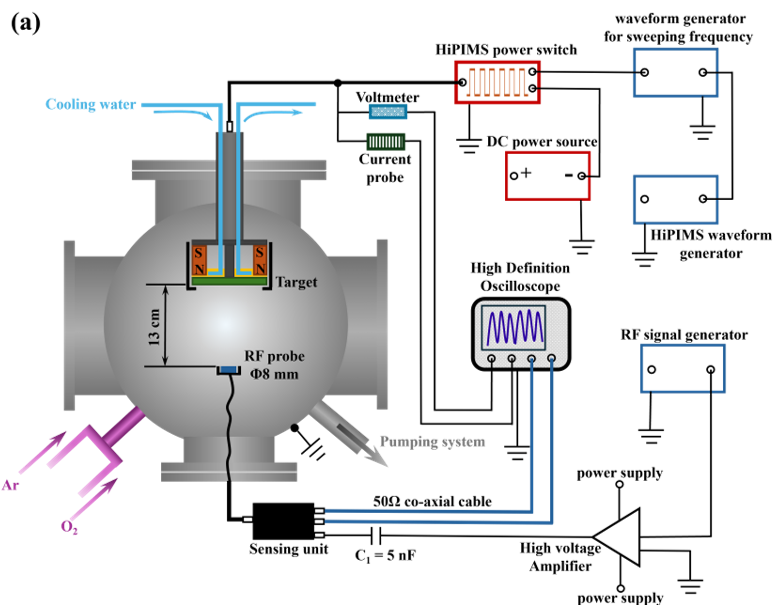 (a)
waveform generator
for sweeping frequency
HiPIMS power switch
Cooling water
Voltmeter
Current
probe
DC power source
+
-
HiPIMS waveform
generator
S
S
N
N
Target
13 cm
High Definition
Oscilloscope
RF probe
Φ8 mm
RF signal generator
Pumping system
Ar
O₂
50Ω co-axial cable
Sensing unit
C₁ = 5 nF
power supply
High voltage
Amplifier
power supply